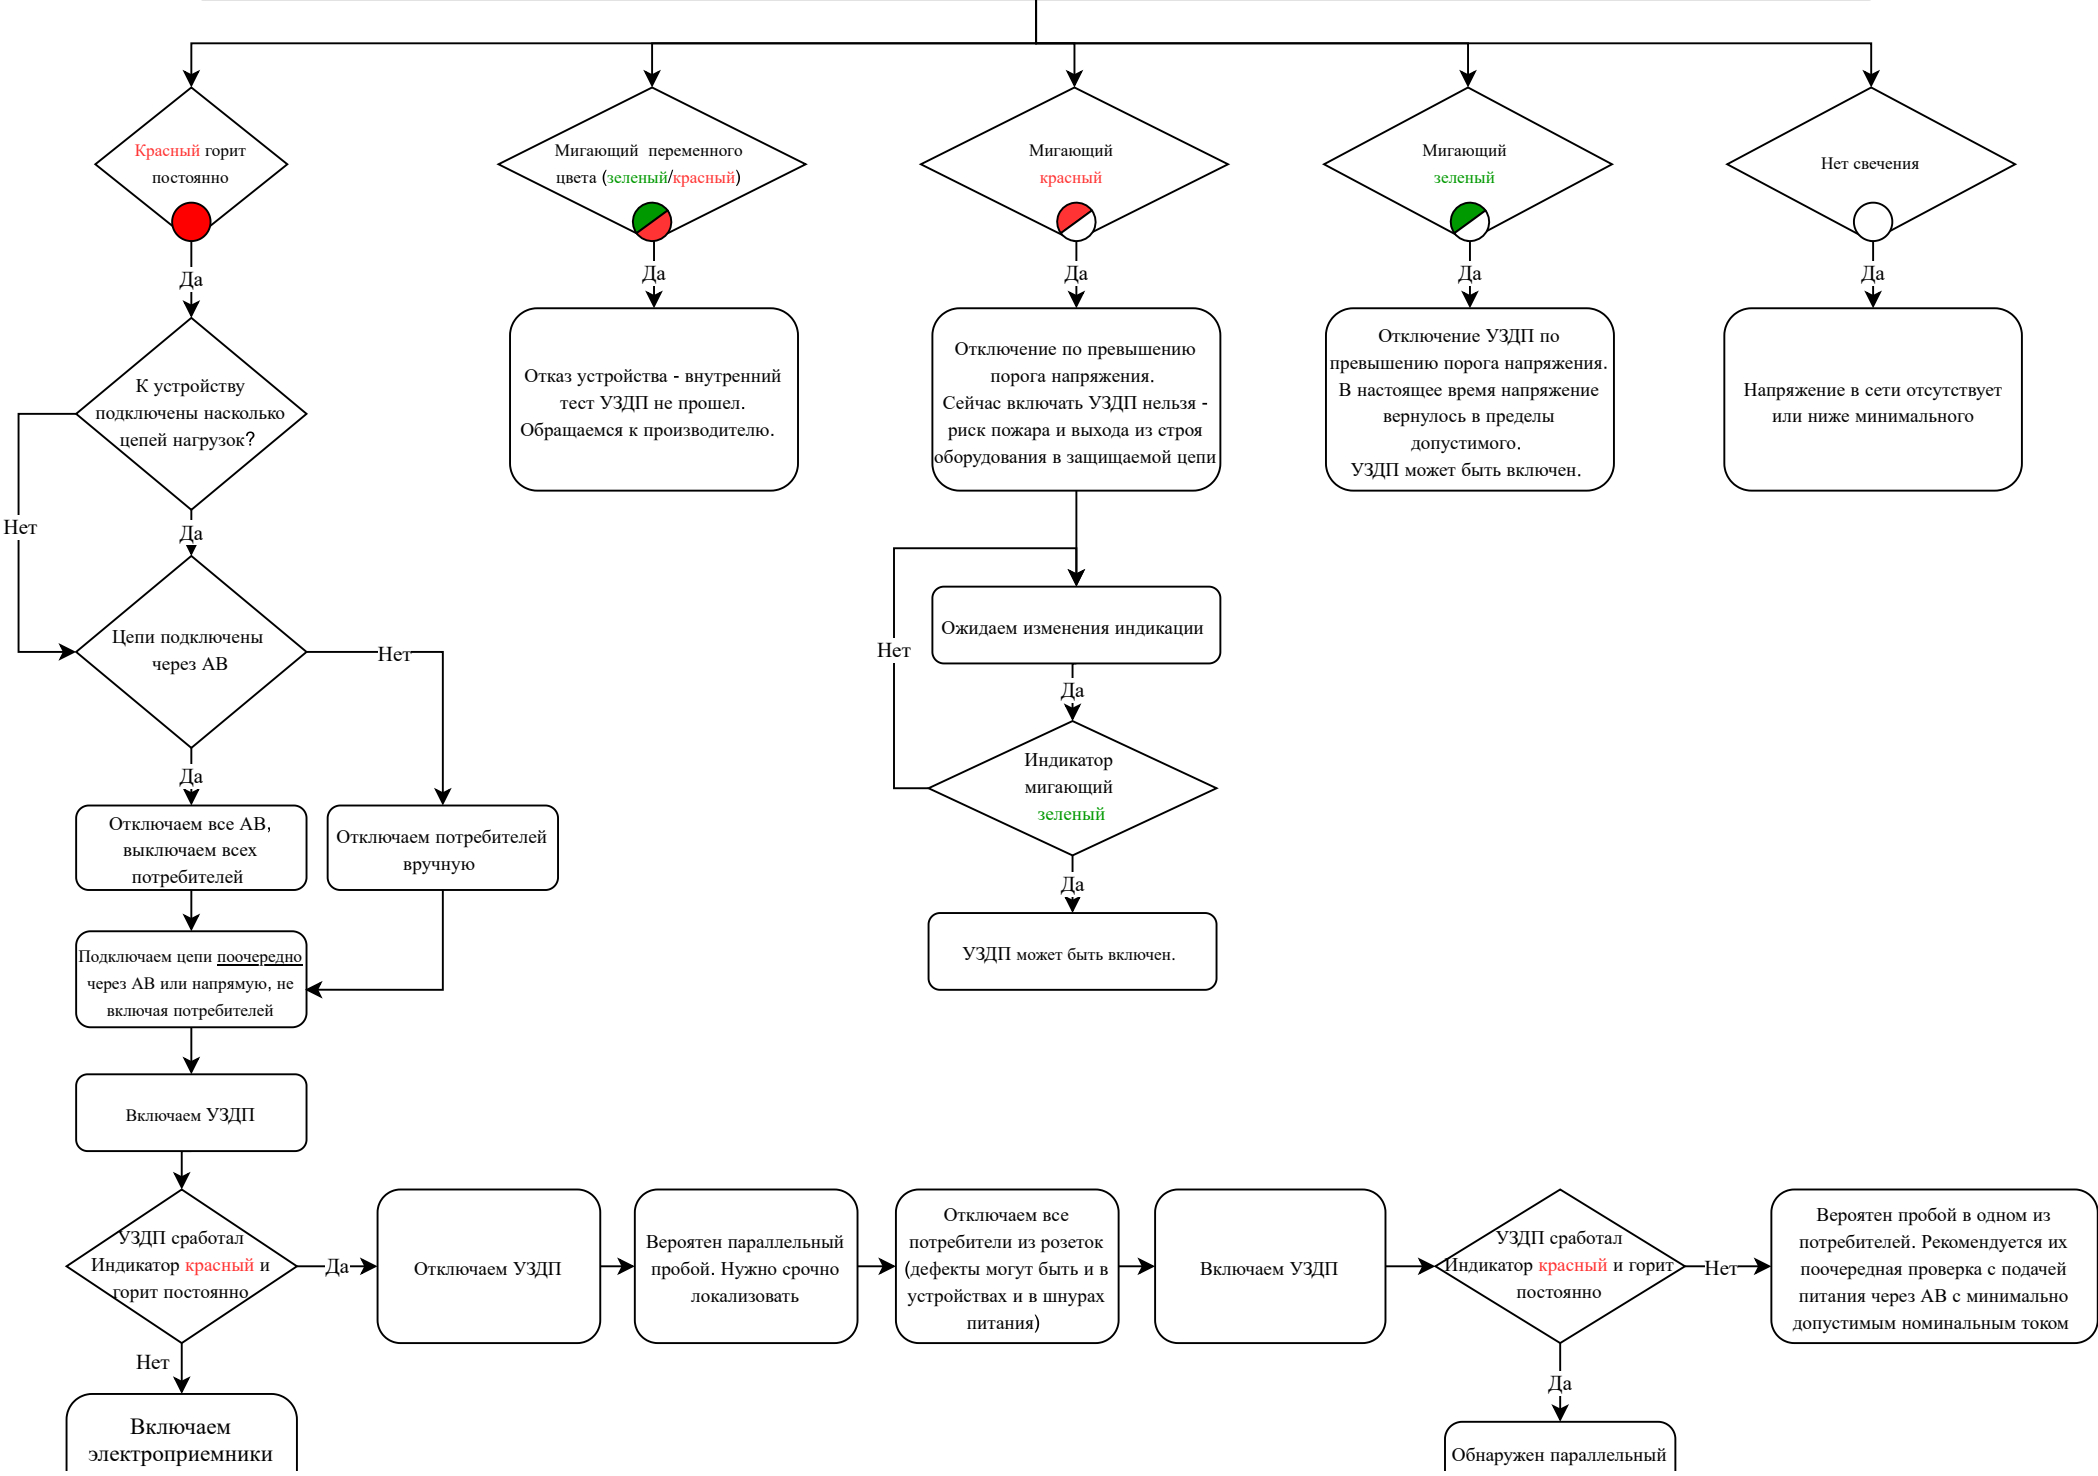 Красный горит
постоянно
Мигающий переменного
цвета (зеленый/красный)
Мигающий
красный
Мигающий
зеленый
Нет свечения
Да
Да
Да
Да
Да
К устройству
подключены насколько
цепей нагрузок?
Отказ устройства - внутренний
тест УЗДП не прошел.
Обращаемся к производителю.
Отключение по превышению
порога напряжения.
Сейчас включать УЗДП нельзя -
риск пожара и выхода из строя
оборудования в защищаемой цепи
Отключение УЗДП по
превышению порога напряжения.
В настоящее время напряжение
вернулось в пределы
допустимого.
УЗДП может быть включен.
Напряжение в сети отсутствует
или ниже минимального
Нет
Да
Цепи подключены
через АВ
Нет
Ожидаем изменения индикации
Нет
Да
Индикатор
мигающий
зеленый
Да
Отключаем все АВ,
выключаем всех
потребителей
Отключаем потребителей
вручную
Да
УЗДП может быть включен.
Подключаем цепи поочередно
через АВ или напрямую, не
включая потребителей
Включаем УЗДП
УЗДП сработал
Индикатор красный и
горит постоянно
Да
Отключаем УЗДП
Вероятен параллельный
пробой. Нужно срочно
локализовать
Отключаем все
потребители из розеток
(дефекты могут быть и в
устройствах и в шнурах
питания)
Включаем УЗДП
УЗДП сработал
Индикатор красный и горит
постоянно
Нет
Вероятен пробой в одном из
потребителей. Рекомендуется их
поочередная проверка с подачей
питания через АВ с минимально
допустимым номинальным током
Нет
Да
Включаем
электроприемники
Обнаружен параллельный